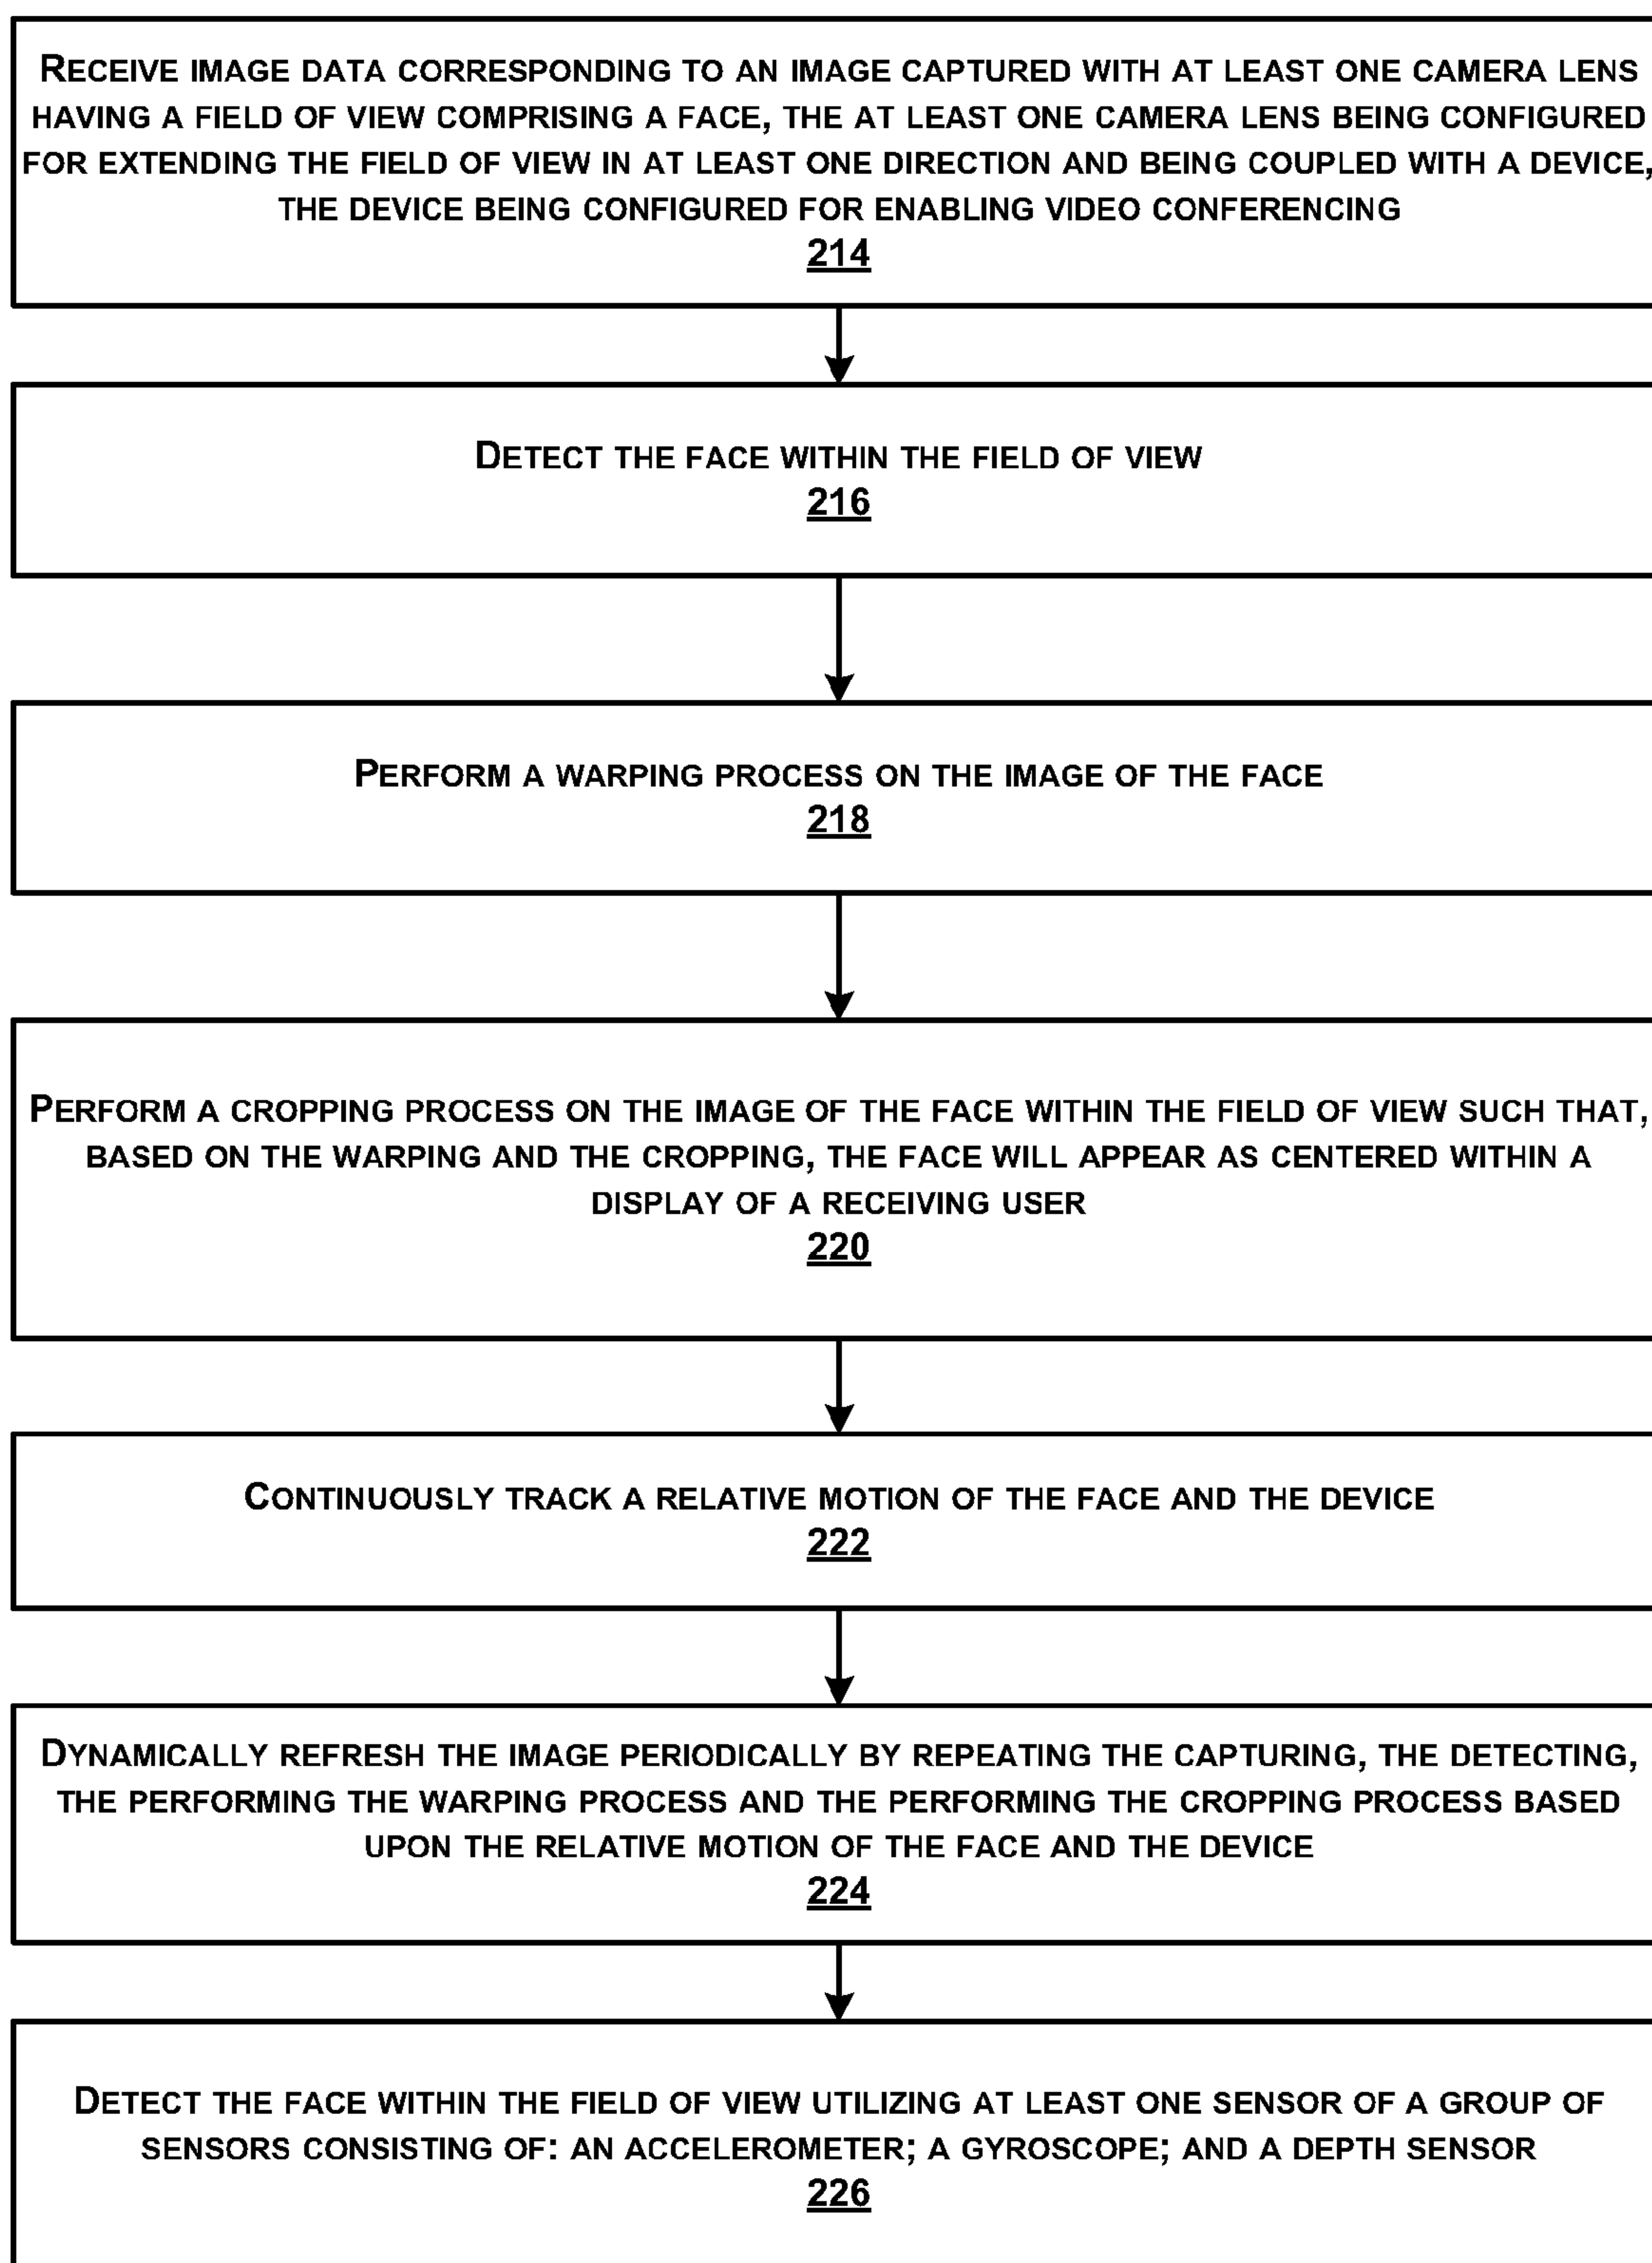 RECEIVE IMAGE DATA CORRESPONDING TO AN IMAGE CAPTURED WITH AT LEAST ONE CAMERA LENS
HAVING A FIELD OF VIEW COMPRISING A FACE, THE AT LEAST ONE CAMERA LENS BEING CONFIGURED
FOR EXTENDING THE FIELD OF VIEW IN AT LEAST ONE DIRECTION AND BEING COUPLED WITH A DEVICE,
THE DEVICE BEING CONFIGURED FOR ENABLING VIDEO CONFERENCING
214
DETECT THE FACE WITHIN THE FIELD OF VIEW
216
PERFORM A WARPING PROCESS ON THE IMAGE OF THE FACE
218
PERFORM A CROPPING PROCESS ON THE IMAGE OF THE FACE WITHIN THE FIELD OF VIEW SUCH THAT,
BASED ON THE WARPING AND THE CROPPING, THE FACE WILL APPEAR AS CENTERED WITHIN A
DISPLAY OF A RECEIVING USER
220
CONTINUOUSLY TRACK A RELATIVE MOTION OF THE FACE AND THE DEVICE
222
DYNAMICALLY REFRESH THE IMAGE PERIODICALLY BY REPEATING THE CAPTURING, THE DETECTING,
THE PERFORMING THE WARPING PROCESS AND THE PERFORMING THE CROPPING PROCESS BASED
UPON THE RELATIVE MOTION OF THE FACE AND THE DEVICE
224
DETECT THE FACE WITHIN THE FIELD OF VIEW UTILIZING AT LEAST ONE SENSOR OF A GROUP OF
SENSORS CONSISTING OF: AN ACCELEROMETER; A GYROSCOPE; AND A DEPTH SENSOR
226